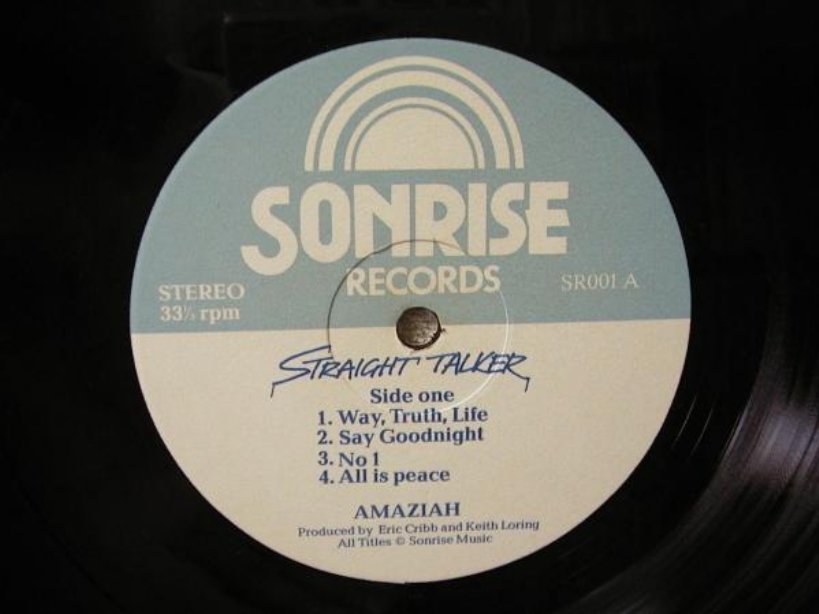 SONRISE
RECORDS
STEREO
33⅓ rpm
SR001 A
STRAIGHT TALKER
Side one
1. Way, Truth, Life
2. Say Goodnight
3. No 1
4. All is peace
AMAZIAH
Produced by Eric Cribb and Keith Loring
All Titles © Sonrise Music